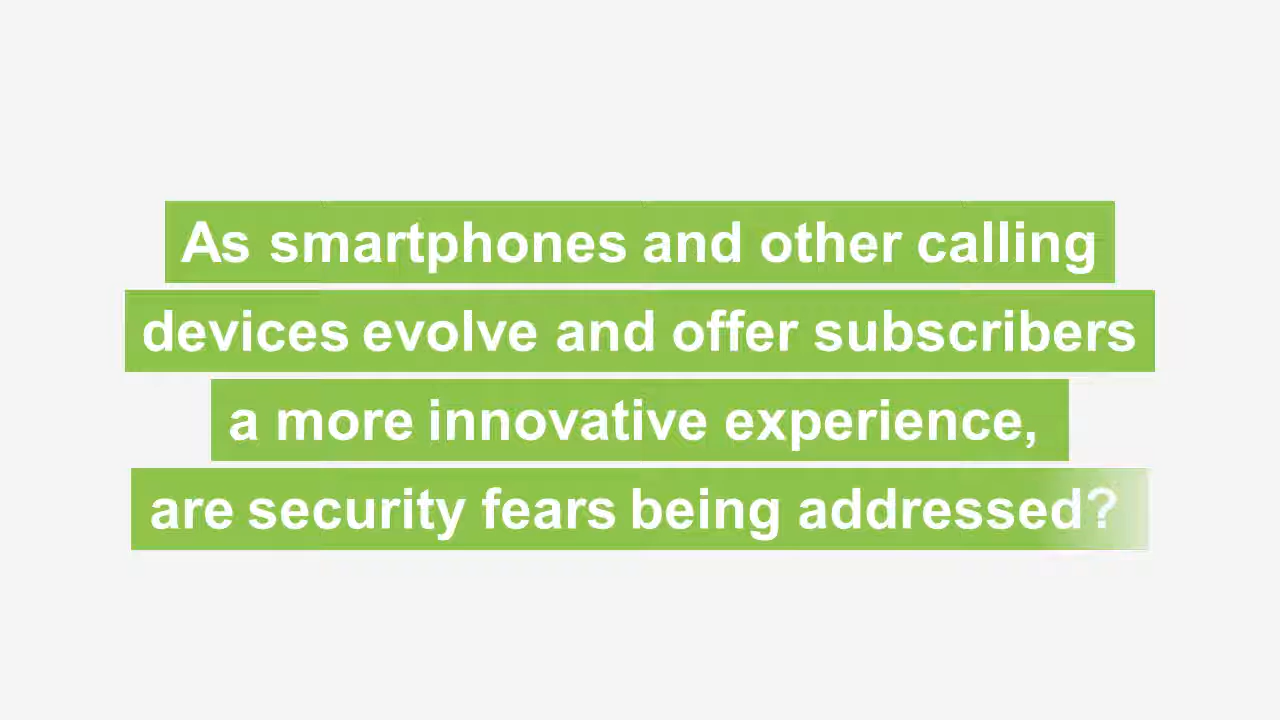 As smartphones and other calling
devices evolve and offer subscribers
a more innovative experience,
are security fears being addressed?